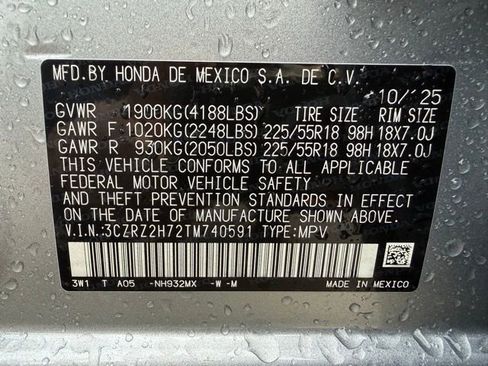 MFD.BY HONDA DE MEXICO S.A. DE C.V.
10/'25
GVWR 1900KG(4188LBS) TIRE SIZE RIM SIZE
GAWR F 1020KG(2248LBS) 225/55R18 98H 18X7.0J
GAWR R 930KG(2050LBS) 225/55R18 98H 18X7.0J
THIS VEHICLE CONFORMS TO ALL APPLICABLE
FEDERAL MOTOR VEHICLE SAFETY
AND THEFT PREVENTION STANDARDS IN EFFECT
ON THE DATE OF MANUFACTURE SHOWN ABOVE.
V.I.N.:3CZRZ2H72TM740591 TYPE:MPV
3W1 T A05 -NH932MX -W-M MADE IN MEXICO